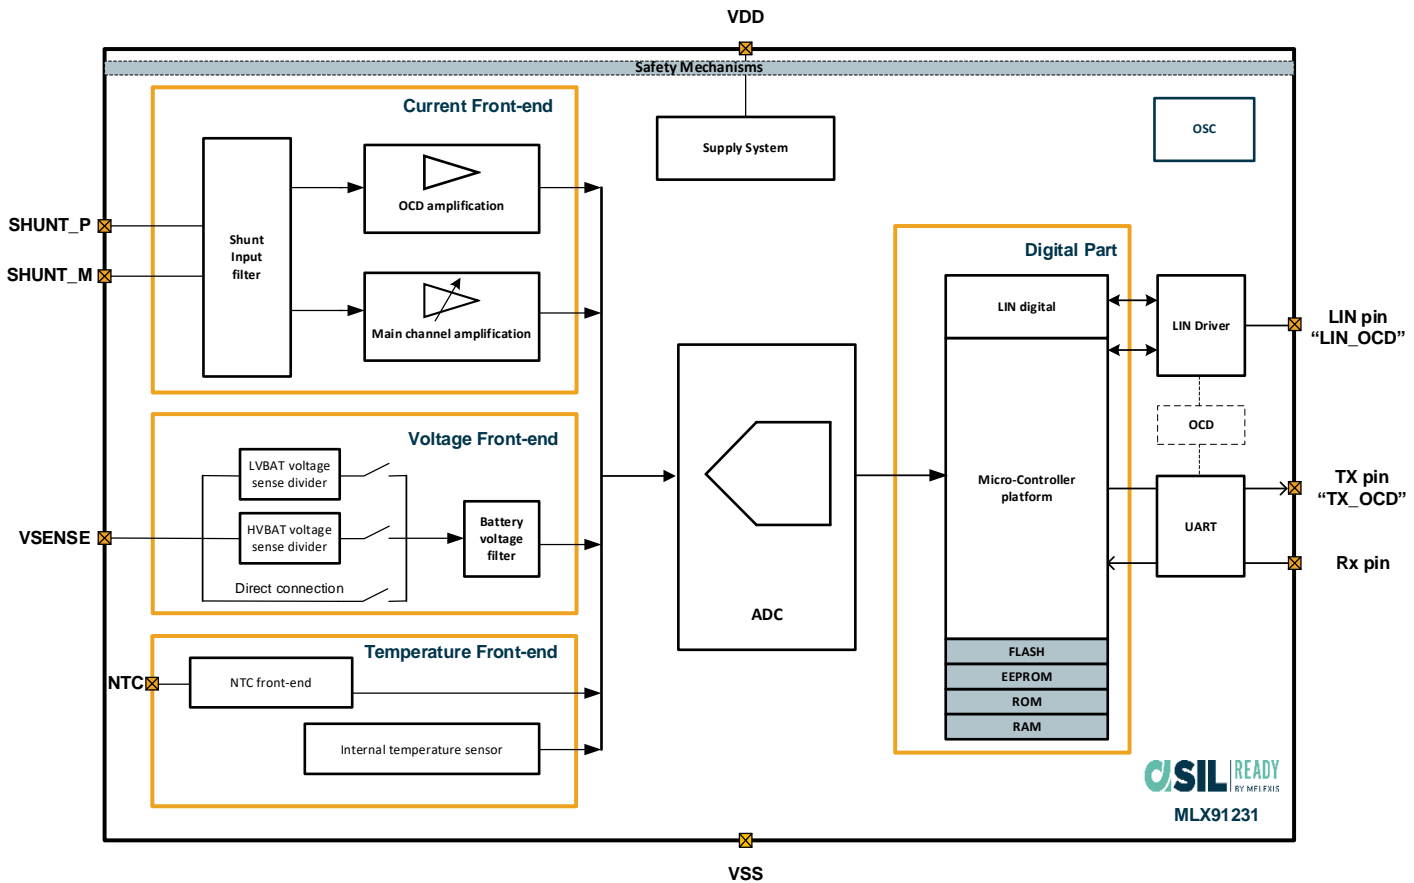 VDD
Safety Mechanisms
Current Front-end
OSC
Supply System
OCD amplification
SHUNT_P
SHUNT_M
Shunt
Input
filter
Main channel amplification
Digital Part
LIN digital
LIN Driver
LIN pin
“LIN_OCD”
OCD
Voltage Front-end
LVBAT voltage
sense divider
HVBAT voltage
sense divider
Direct connection
VSENSE
Battery
voltage
filter
ADC
Micro-Controller
platform
UART
TX pin
“TX_OCD”
Rx pin
Temperature Front-end
NTC
NTC front-end
Internal temperature sensor
FLASH
EEPROM
ROM
RAM
ASIL READY
BY MELEXIS
MLX91231
VSS